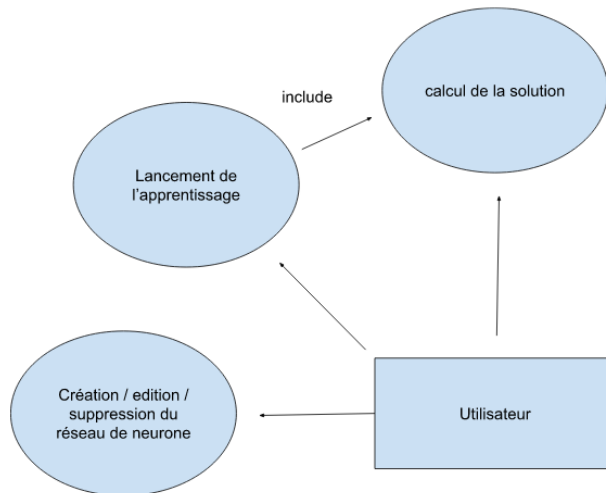 calcul de la solution
include
Lancement de
l'apprentissage
Création / edition /
suppression du
réseau de neurone
Utilisateur